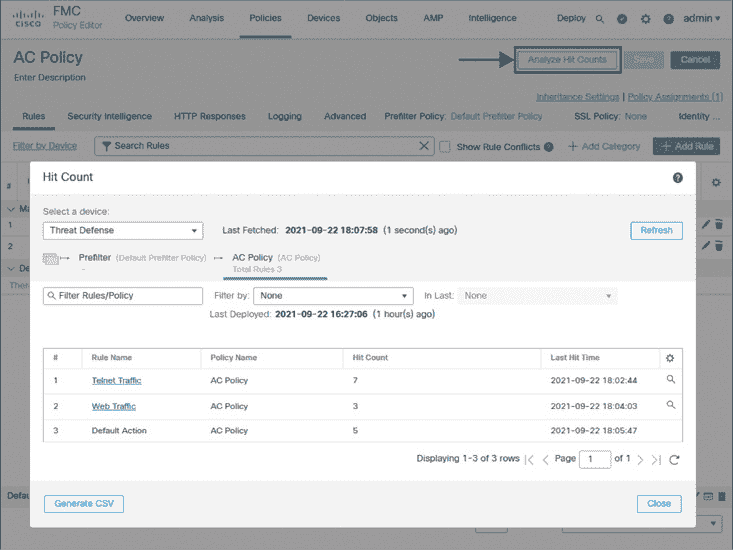 cisco
FMC
Policy Editor
Overview
Analysis
Policies
Devices
Objects
AMP
Intelligence
Deploy
admin
AC Policy
Enter Description
Analyze Hit Counts
Save
Cancel
Inheritance Settings | Policy Assignments (1)
Rules
Security Intelligence
HTTP Responses
Logging
Advanced
Prefilter Policy: Default Prefilter Policy
SSL Policy: None
Identity ...
Filter by Device
Search Rules
Show Rule Conflicts
+ Add Category
+ Add Rule
#
Ma
1
2
De
Ther
Hit Count
Select a device:
Threat Defense
Last Fetched: 2021-09-22 18:07:58 (1 second(s) ago)
Refresh
Prefilter (Default Prefilter Policy)
-
AC Policy (AC Policy)
Total Rules 3
Filter Rules/Policy
Filter by: None
In Last: None
Last Deployed: 2021-09-22 16:27:06 (1 hour(s) ago)
# Rule Name Policy Name Hit Count Last Hit Time
1 Telnet Traffic AC Policy 7 2021-09-22 18:02:44
2 Web Traffic AC Policy 3 2021-09-22 18:04:03
3 Default Action AC Policy 5 2021-09-22 18:05:47
Displaying 1-3 of 3 rows |< < Page 1 of 1 > >|
Generate CSV
Close
Defau